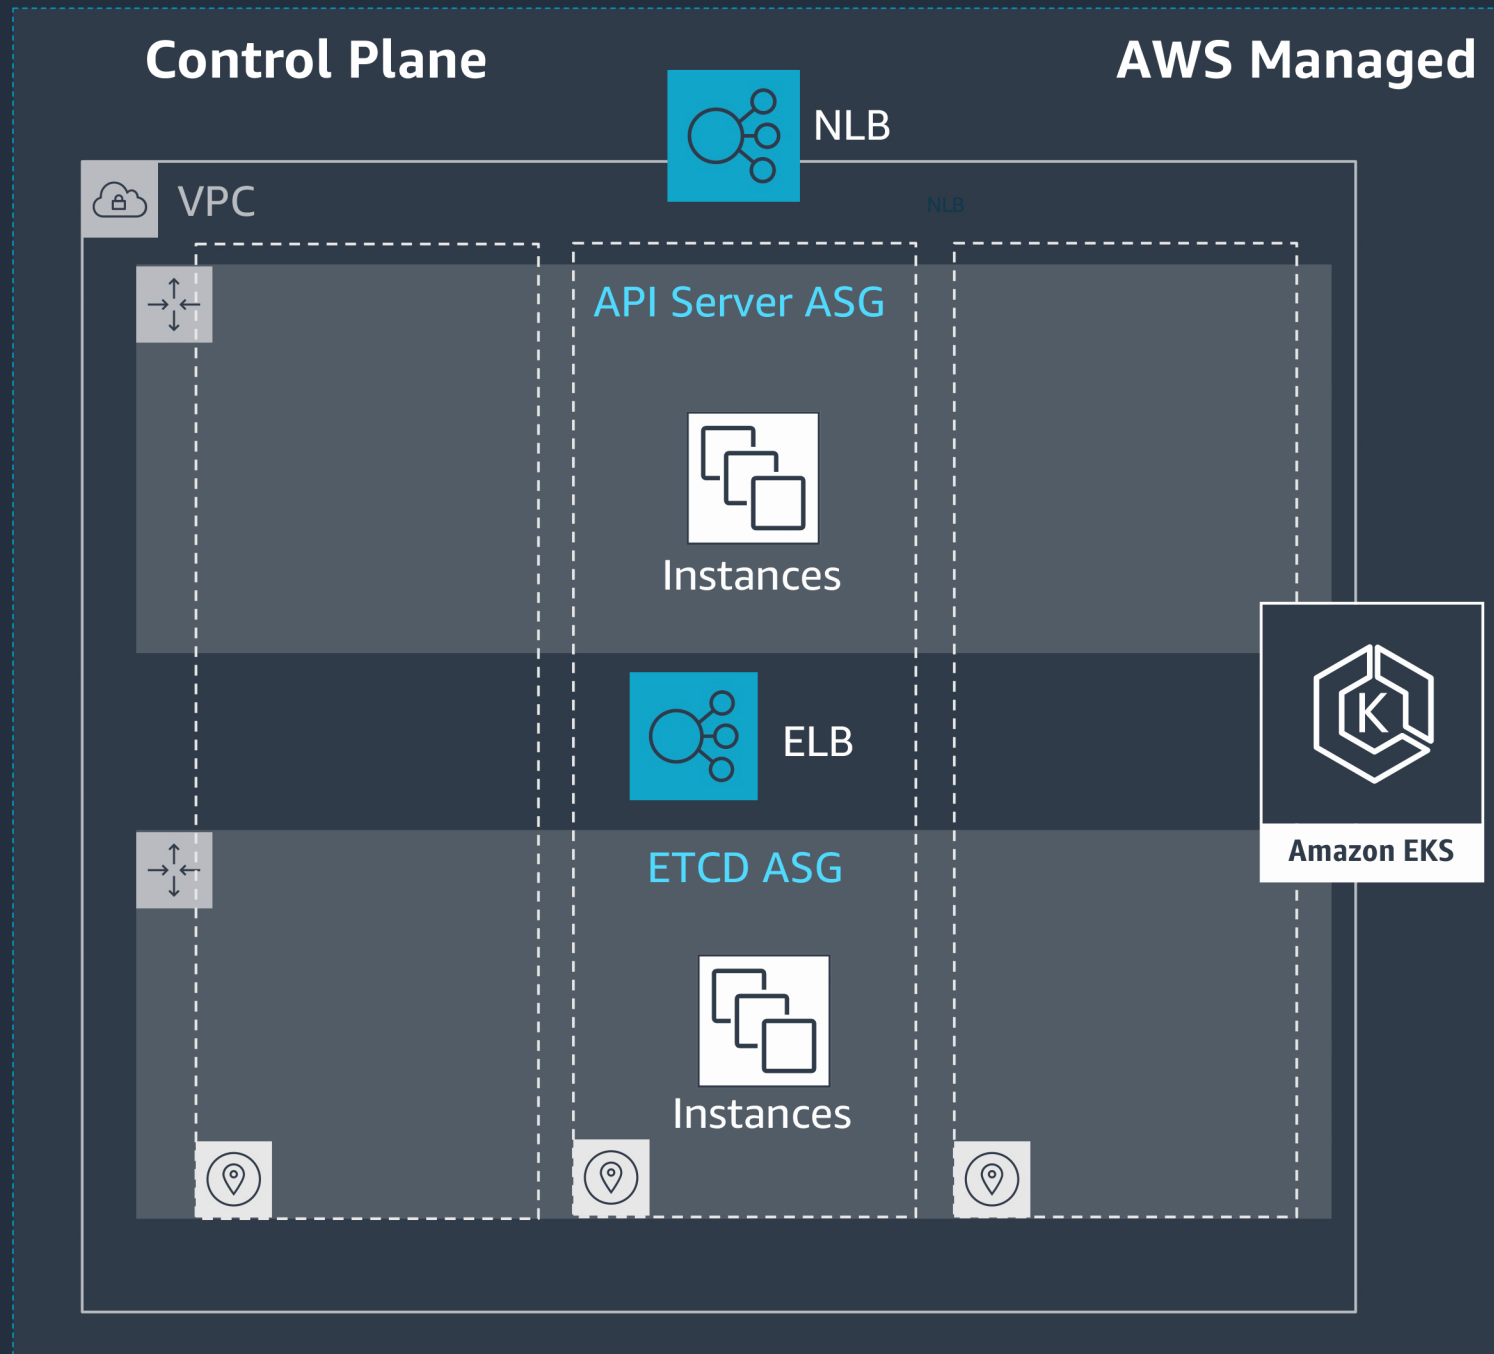 Control Plane
AWS Managed
NLB
VPC
NLB
API Server ASG
Instances
ELB
K
Amazon EKS
ETCD ASG
Instances